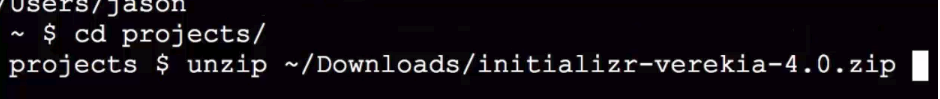 /Users/jason
~ $ cd projects/
projects $ unzip ~/Downloads/initializr-verekia-4.0.zip